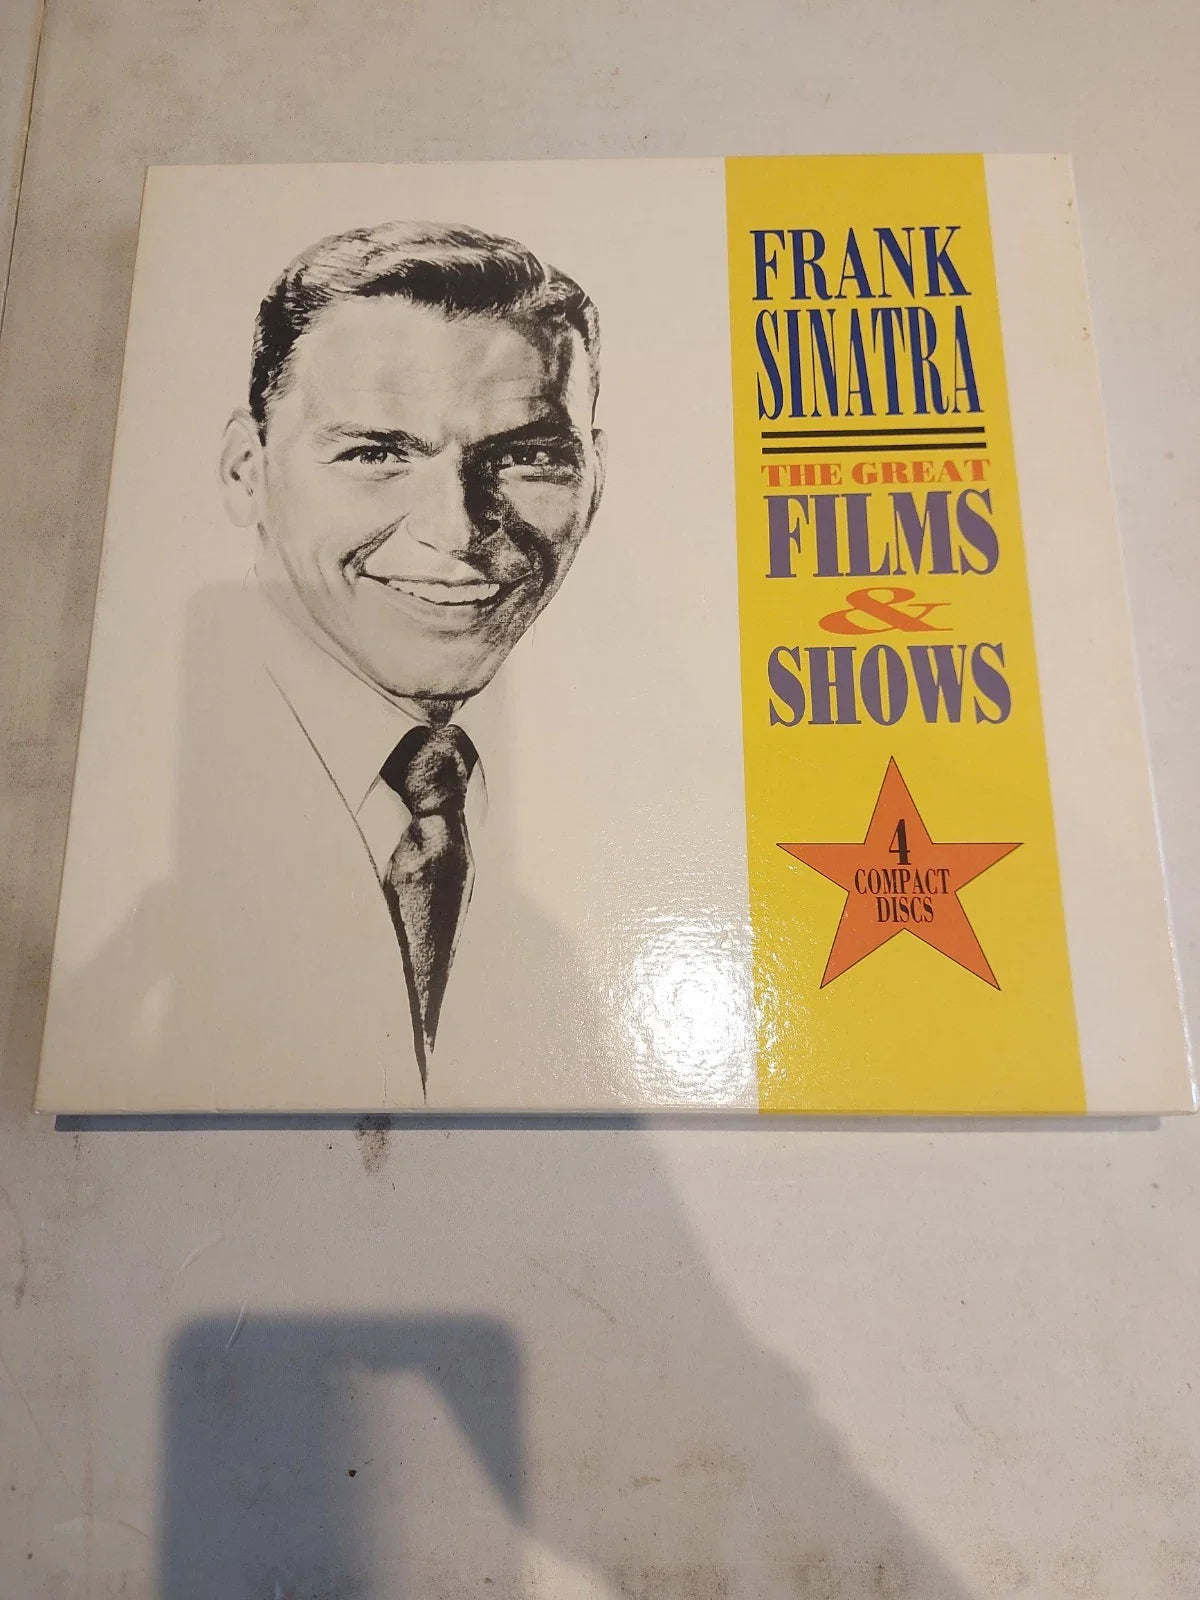 FRANK
SINATRA
THE GREAT
FILMS
&
SHOWS
4
COMPACT
DISCS